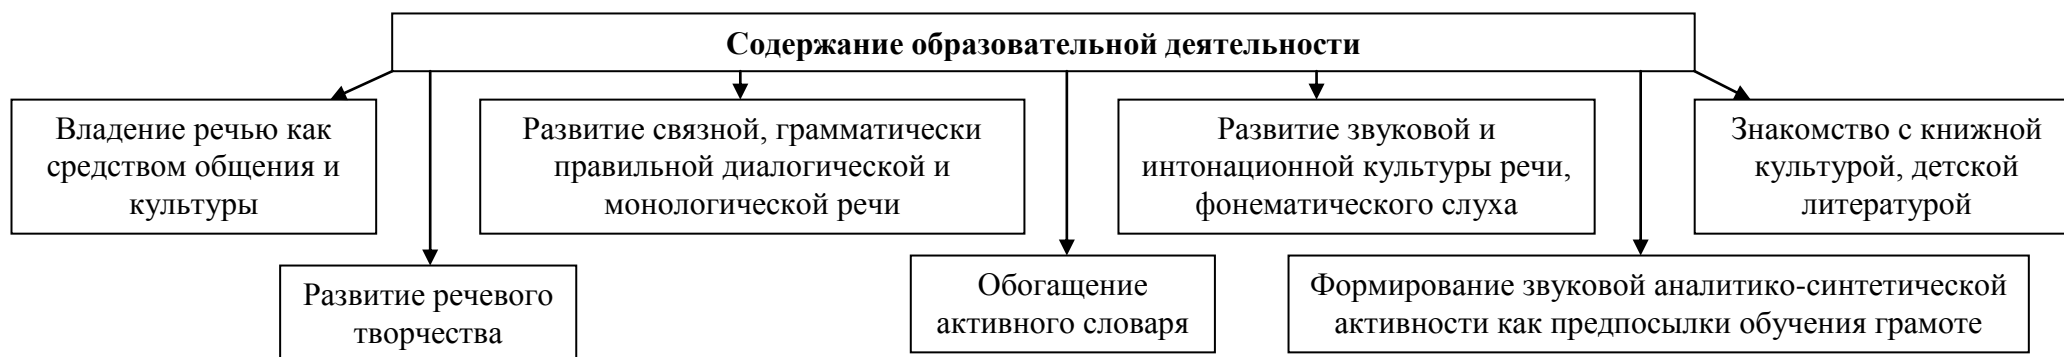 Содержание образовательной деятельности
Владение речью как
средством общения и
культуры
Развитие связной, грамматически
правильной диалогической и
монологической речи
Развитие звуковой и
интонационной культуры речи,
фонематического слуха
Знакомство с книжной
культурой, детской
литературой
Развитие речевого
творчества
Обогащение
активного словаря
Формирование звуковой аналитико-синтетической
активности как предпосылки обучения грамоте